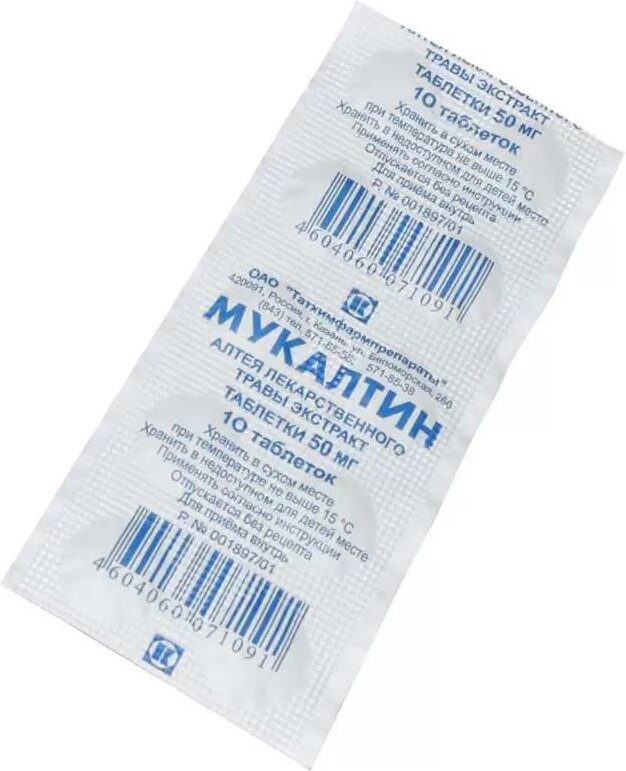 ТРАВЫ ЭКСТРАКТ
ТАБЛЕТКИ 50 МГ
10 таблеток
Хранить в сухом месте
при температуре не выше 15 °С
Хранить в недоступном для детей месте
Применять согласно инструкции
Отпускается без рецепта
Для приёма внутрь
Р. № 001897/01
4 604060 071091
ОАО "Татхимфармпрепараты"
420091, Россия, г. Казань, ул. Беломорская, 260
(843) тел. 571-85-58, 571-85-38
МУКАЛТИН
АЛТЕЯ ЛЕКАРСТВЕННОГО
ТРАВЫ ЭКСТРАКТ
ТАБЛЕТКИ 50 МГ
10 таблеток
Хранить в сухом месте
при температуре не выше 15 °С
Хранить в недоступном для детей месте
Применять согласно инструкции
Отпускается без рецепта
Для приёма внутрь
Р. № 001897/01
4 604060 071091